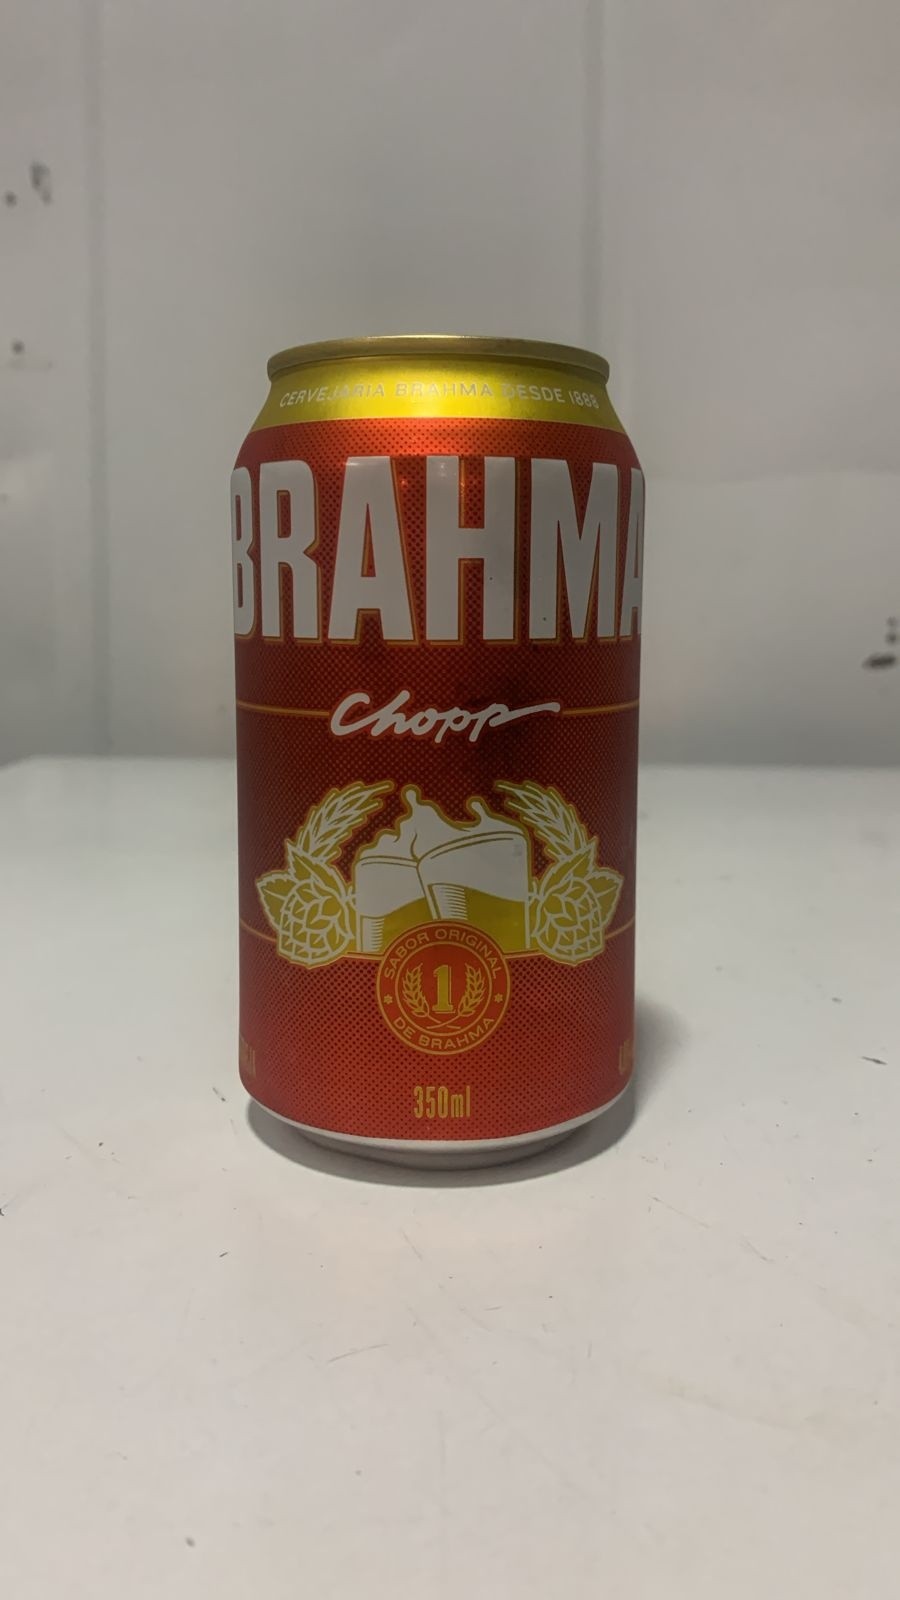 CERVEJARIA BRAHMA DESDE 1888
BRAHMA
Chopp
SABOR ORIGINAL
1
DE BRAHMA
350ml